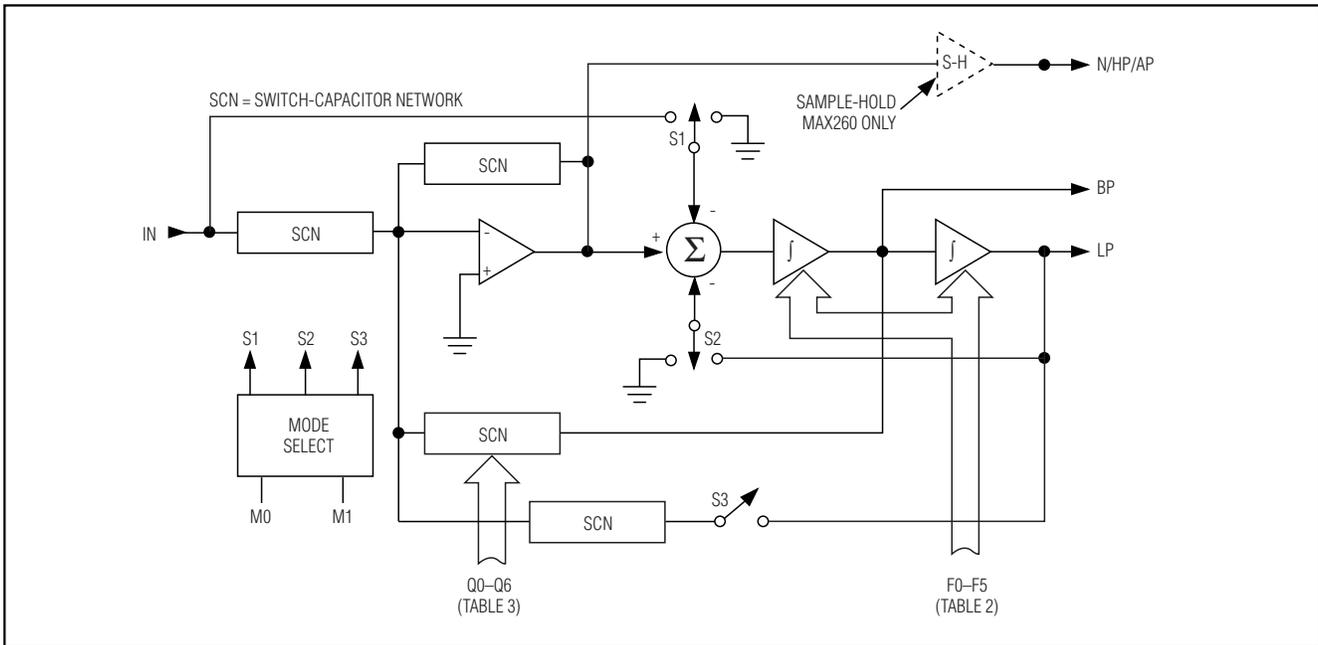 S-H
N/HP/AP
SCN = SWITCH-CAPACITOR NETWORK
SAMPLE-HOLD
MAX260 ONLY
S1
SCN
-
BP
IN
SCN
-
+
+
Σ
∫
∫
LP
-
S1
S2
S3
S2
MODE
SELECT
SCN
M0
M1
SCN
S3
Q0–Q6
(TABLE 3)
F0–F5
(TABLE 2)